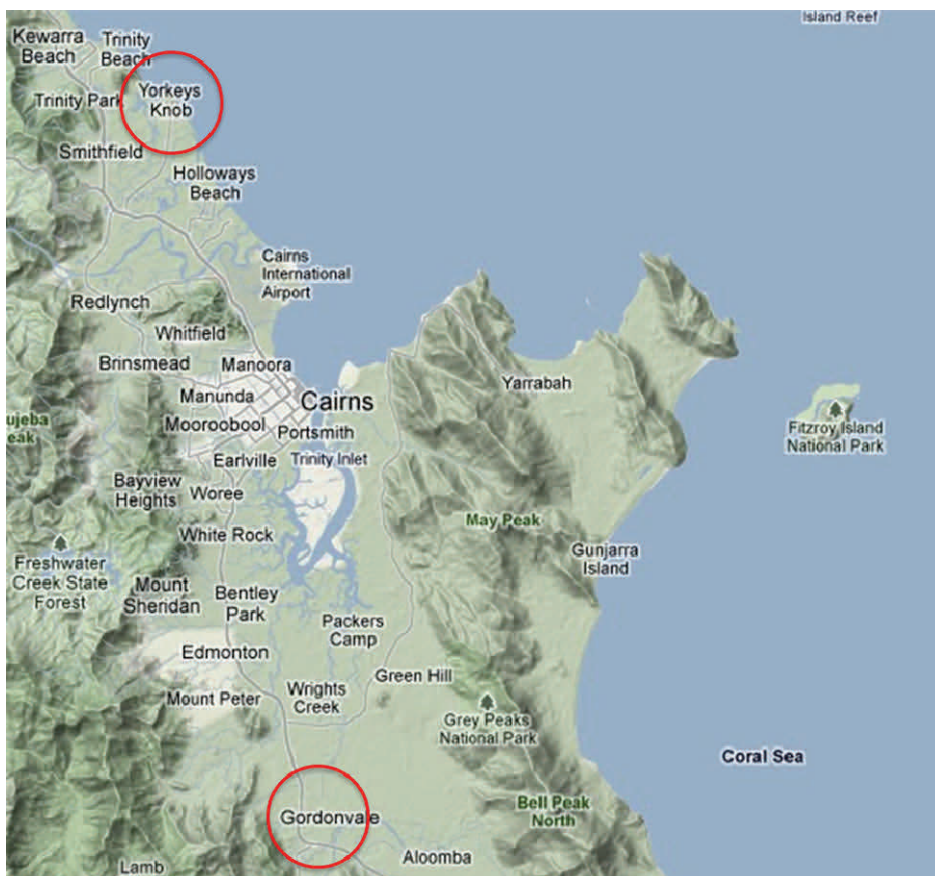 Island Reef
Kewarra
Beach
Trinity
Beach
Trinity Park
Yorkeys
Knob
Smithfield
Holloways
Beach
Cairns
International
Airport
Redlynch
Whitfield
Brinsmead
Manoora
Manunda
Cairns
Mooroobool
Portsmith
Earlville
Trinity Inlet
Yarrabah
Fitzroy Island
National Park
ujeba
eak
Bayview
Heights
Woree
White Rock
May Peak
Gunjarra
Island
Freshwater
Creek State
Forest
Mount
Sheridan
Bentley
Park
Packers
Camp
Edmonton
Mount Peter
Wrights
Creek
Green Hill
Grey Peaks
National Park
Coral Sea
Bell Peak
North
Gordonvale
Aloomba
Lamb